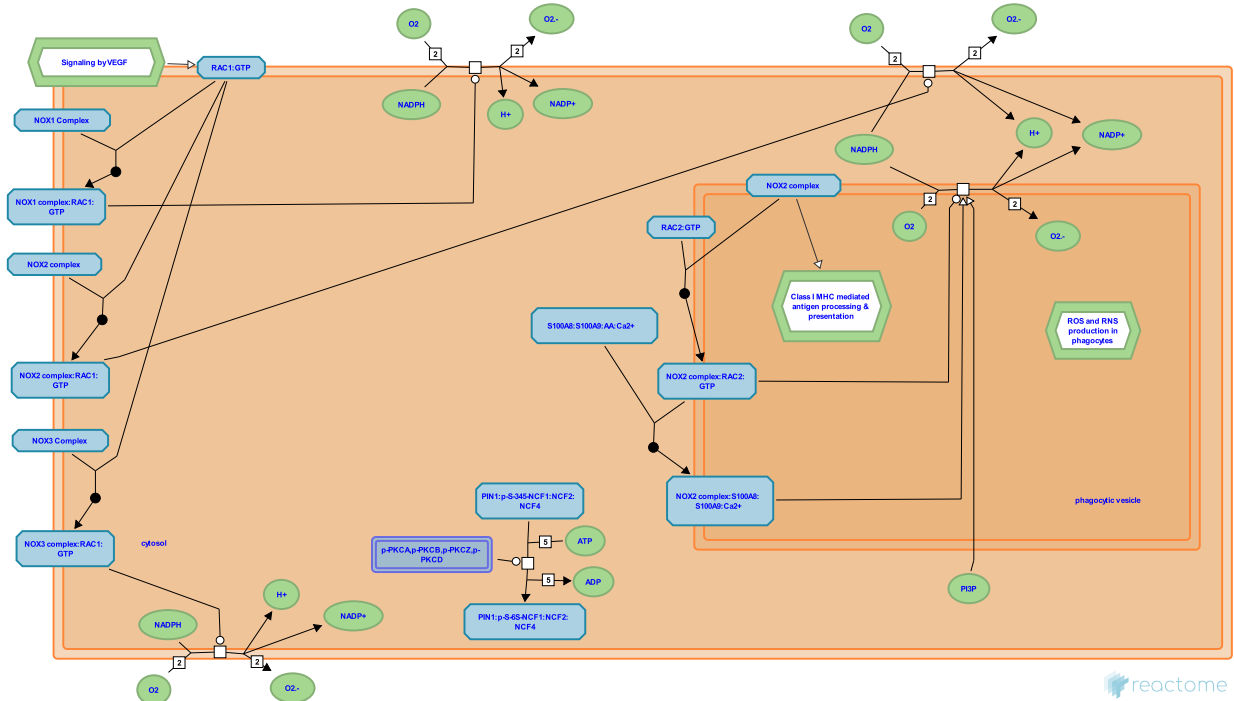 O2
O2.-
O2
O2.-
Signaling by VEGF
RAC1:GTP
2
2
2
2
NADPH
H+
NADP+
NOX1 Complex
H+
NADP+
NADPH
NOX2 complex
NOX1 complex:RAC1:
GTP
2
2
RAC2:GTP
O2
O2.-
NOX2 complex
Class I MHC mediated
antigen processing &
presentation
S100A8:S100A9:AA:Ca2+
ROS and RNS
production in
phagocytes
NOX2 complex:RAC1:
GTP
NOX2 complex:RAC2:
GTP
NOX3 Complex
PIN1:p-S-345-NCF1:NCF2:
NCF4
NOX2 complex:S100A8:
S100A9:Ca2+
phagocytic vesicle
NOX3 complex:RAC1:
GTP
cytosol
p-PKCA,p-PKCB,p-PKCZ,p-
PKCD
5
ATP
5
ADP
PI3P
H+
NADPH
NADP+
PIN1:p-S-6S-NCF1:NCF2:
NCF4
2
2
O2
O2.-
reactome